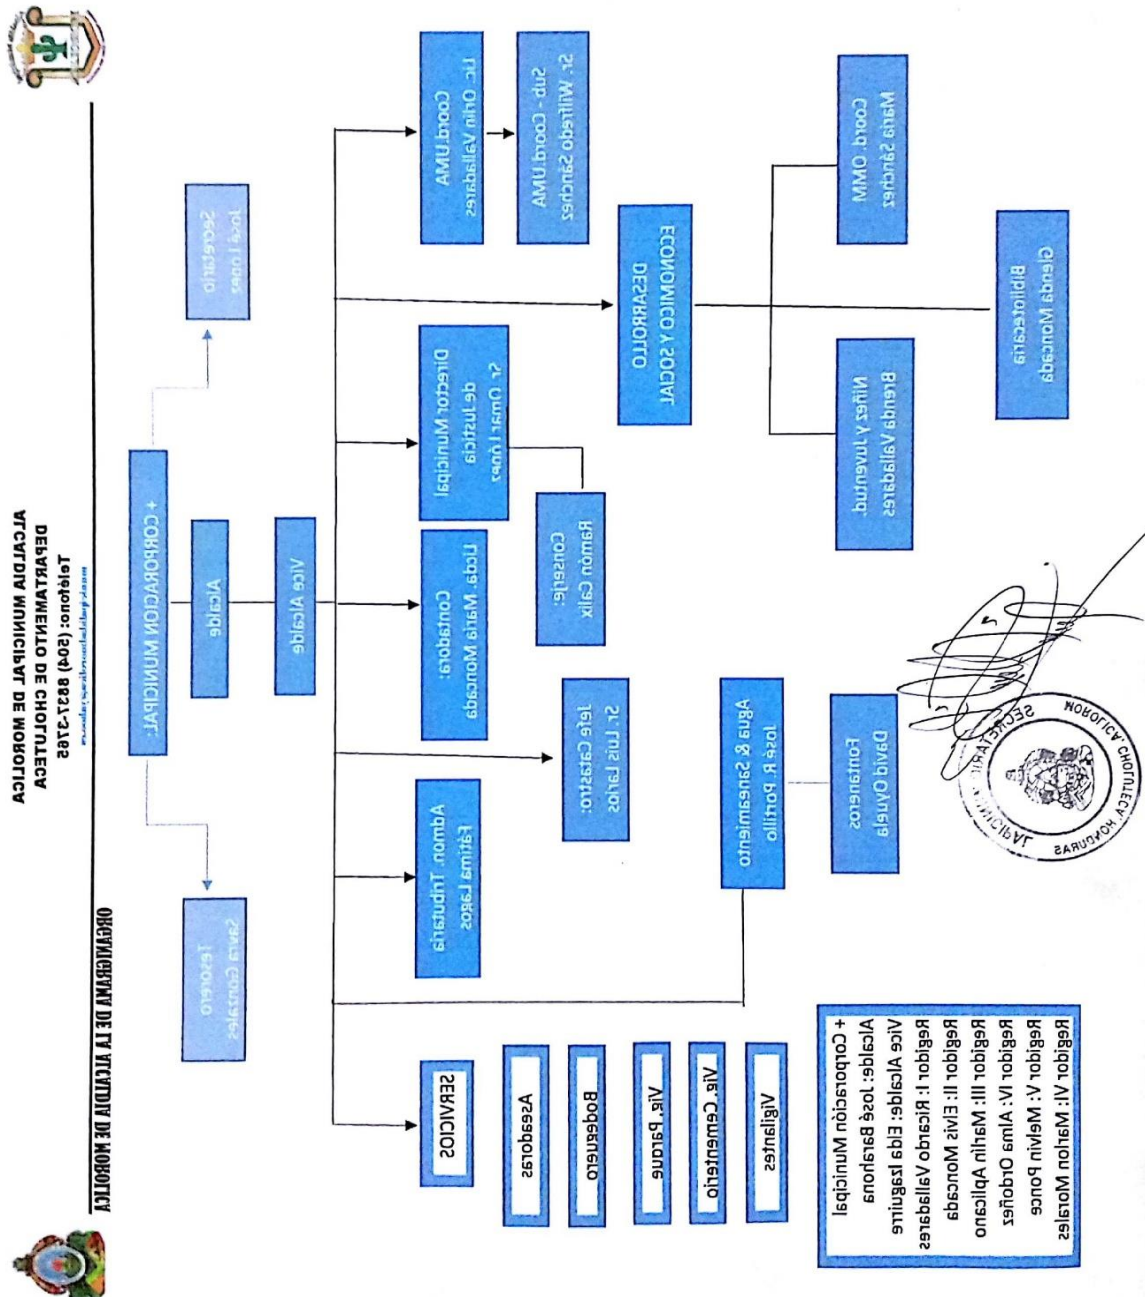 ALCALDIA MUNICIPAL DE MOROLICA
DEPARTAMENTO DE CHOLUTECA
Teléfono: (504) 8837-3765
ORGANIGRAMA DE LA ALCALDIA DE MOROLICA
+ CORPORACION MUNICIPAL:
José López
Secretario
Sayra Gonzales
Tesorero
Alcalde
Vice Alcalde
Lic. Orlin Valladares
Coord.UMA
Sr. Wilfredo Sánchez
Sub - Coord.UMA
Sr. Omar López
Director Municipal
de Justicia
Ramón Calix
Conserje:
Licda. María Moncada
Contadora:
Sr. Luis Larios
Jefe Catastro:
Fátima Lagos
Admon. Tributaria
SERVICIOS
Aseadoras
Bodeguero
Vig. Parque
Vig. Cementerio
Vigilantes
DESARROLLO
ECONOMICO Y SOCIAL
María Sánchez
Coord. OMM
Brenda Valladares
Niñez y Juventud.
Glenda Moncada
Bibliotecaria
José R. Portillo
Agua & Saneamiento
David Oyuela
Fontaneros
+ Corporación Municipal
Alcalde: José Barahona
Vice Alcalde: Elda Izaguirre
Regidor I: Ricardo Valladares
Regidor II: Elvis Moncada
Regidor III: Martin Aplicano
Regidor IV: Alma Ordoñez
Regidor V: Melvin Ponce
Regidor VI: Marlon Morales
SECRETARIO MUNICIPAL
MOROLICA, CHOLUTECA, HONDURAS